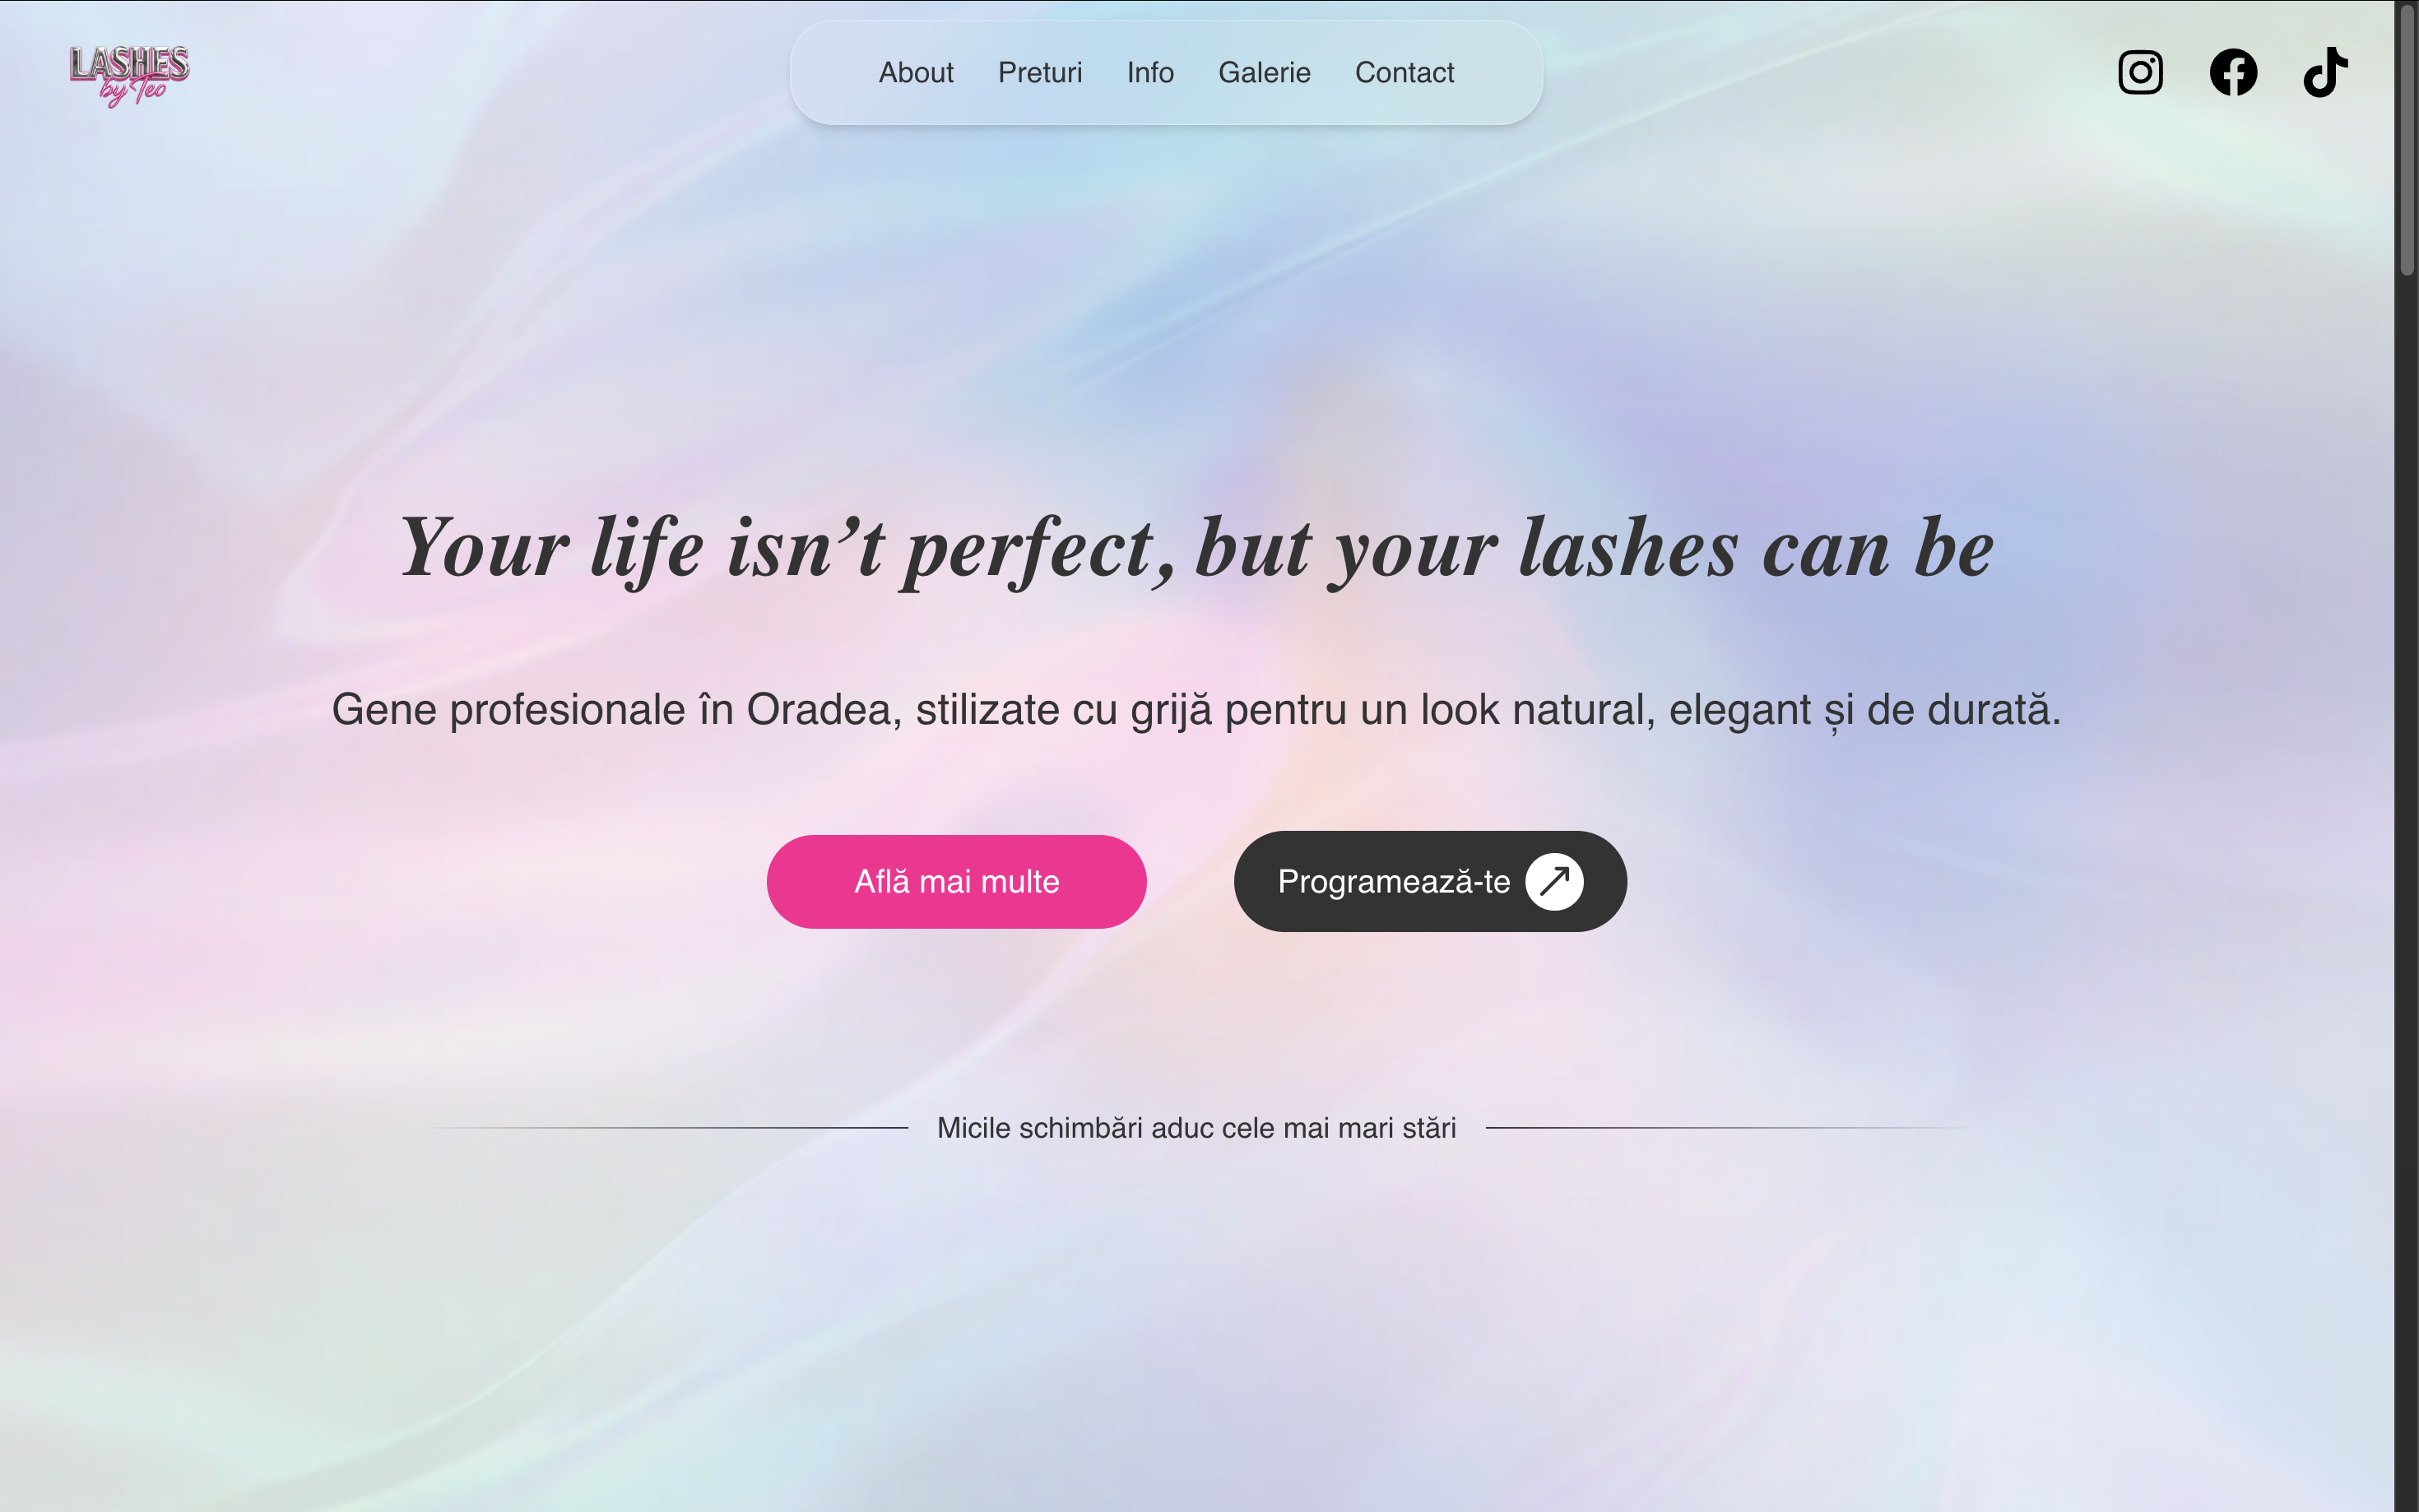 LASHES
by Teo
About Preturi Info Galerie Contact
Your life isn’t perfect, but your lashes can be
Gene profesionale în Oradea, stilizate cu grijă pentru un look natural, elegant și de durată.
Află mai multe
Programează-te
Micile schimbări aduc cele mai mari stări